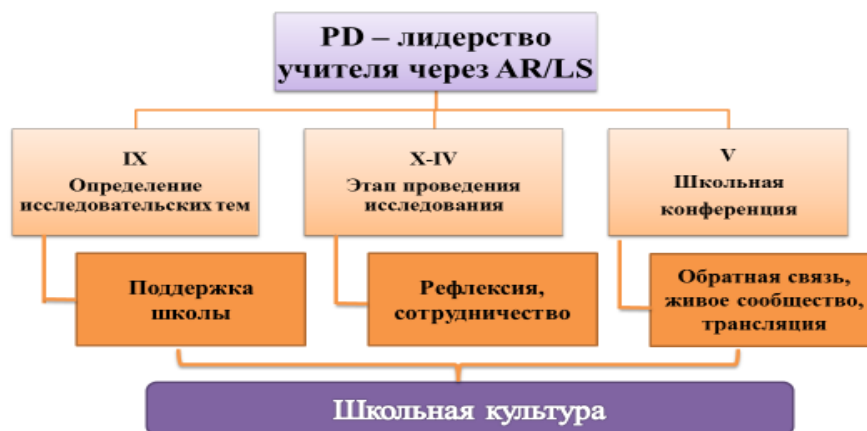 PD – лидерство
учителя через AR/LS
IX
Определение
исследовательских тем
X-IV
Этап проведения
исследования
V
Школьная
конференция
Поддержка
школы
Рефлексия,
сотрудничество
Обратная связь,
живое сообщество,
трансляция
Школьная культура